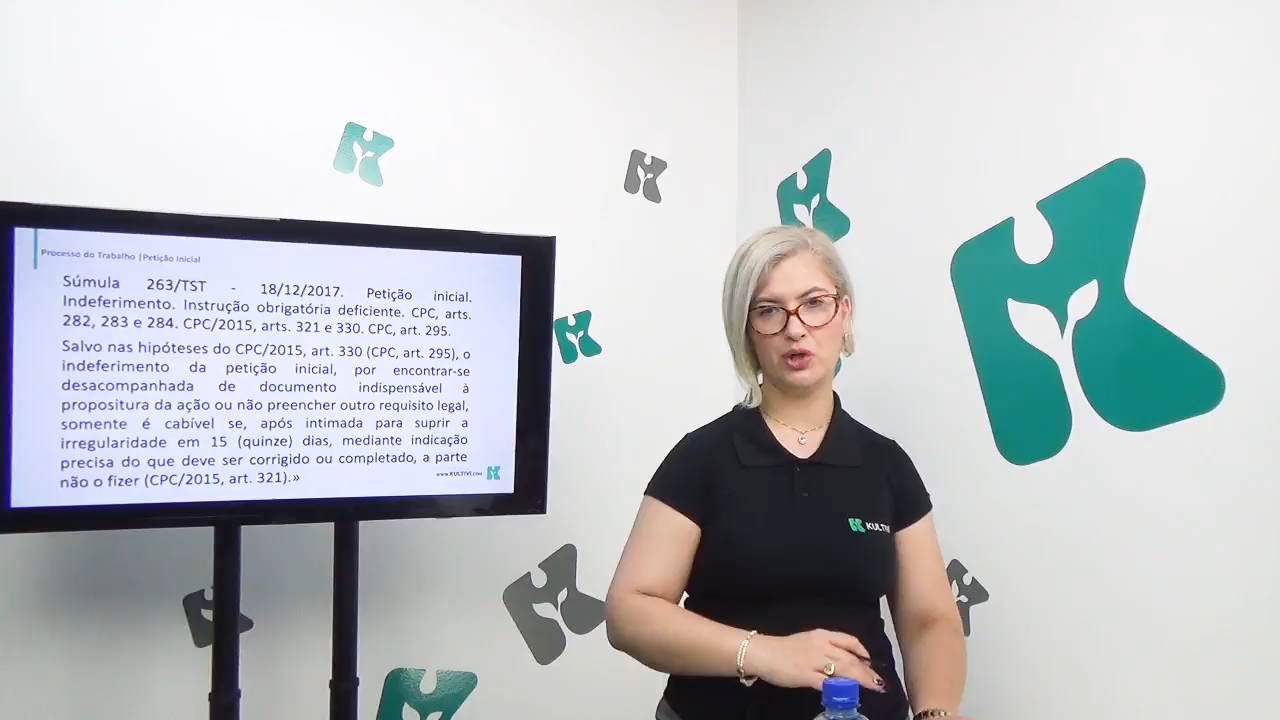 Processo do Trabalho |Petição Inicial
Súmula 263/TST - 18/12/2017. Petição inicial.
Indeferimento. Instrução obrigatória deficiente. CPC, arts.
282, 283 e 284. CPC/2015, arts. 321 e 330. CPC, art. 295.
Salvo nas hipóteses do CPC/2015, art. 330 (CPC, art. 295), o
indeferimento da petição inicial, por encontrar-se
desacompanhada de documento indispensável à
propositura da ação ou não preencher outro requisito legal,
somente é cabível se, após intimada para suprir a
irregularidade em 15 (quinze) dias, mediante indicação
precisa do que deve ser corrigido ou completado, a parte
não o fizer (CPC/2015, art. 321).»
www.KULTIVI.com
KULTIVI